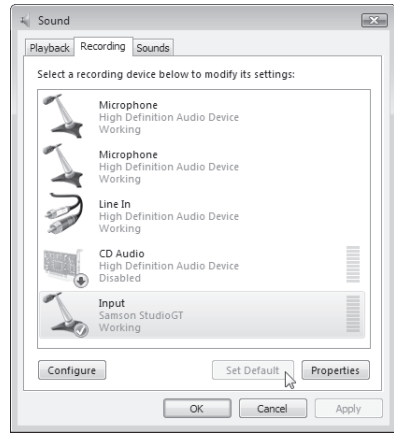 Sound
Playback Recording Sounds
Select a recording device below to modify its settings:
Microphone
High Definition Audio Device
Working
Microphone
High Definition Audio Device
Working
Line In
High Definition Audio Device
Working
CD Audio
High Definition Audio Device
Disabled
Input
Samson StudioGT
Working
Configure Set Default Properties
OK Cancel Apply